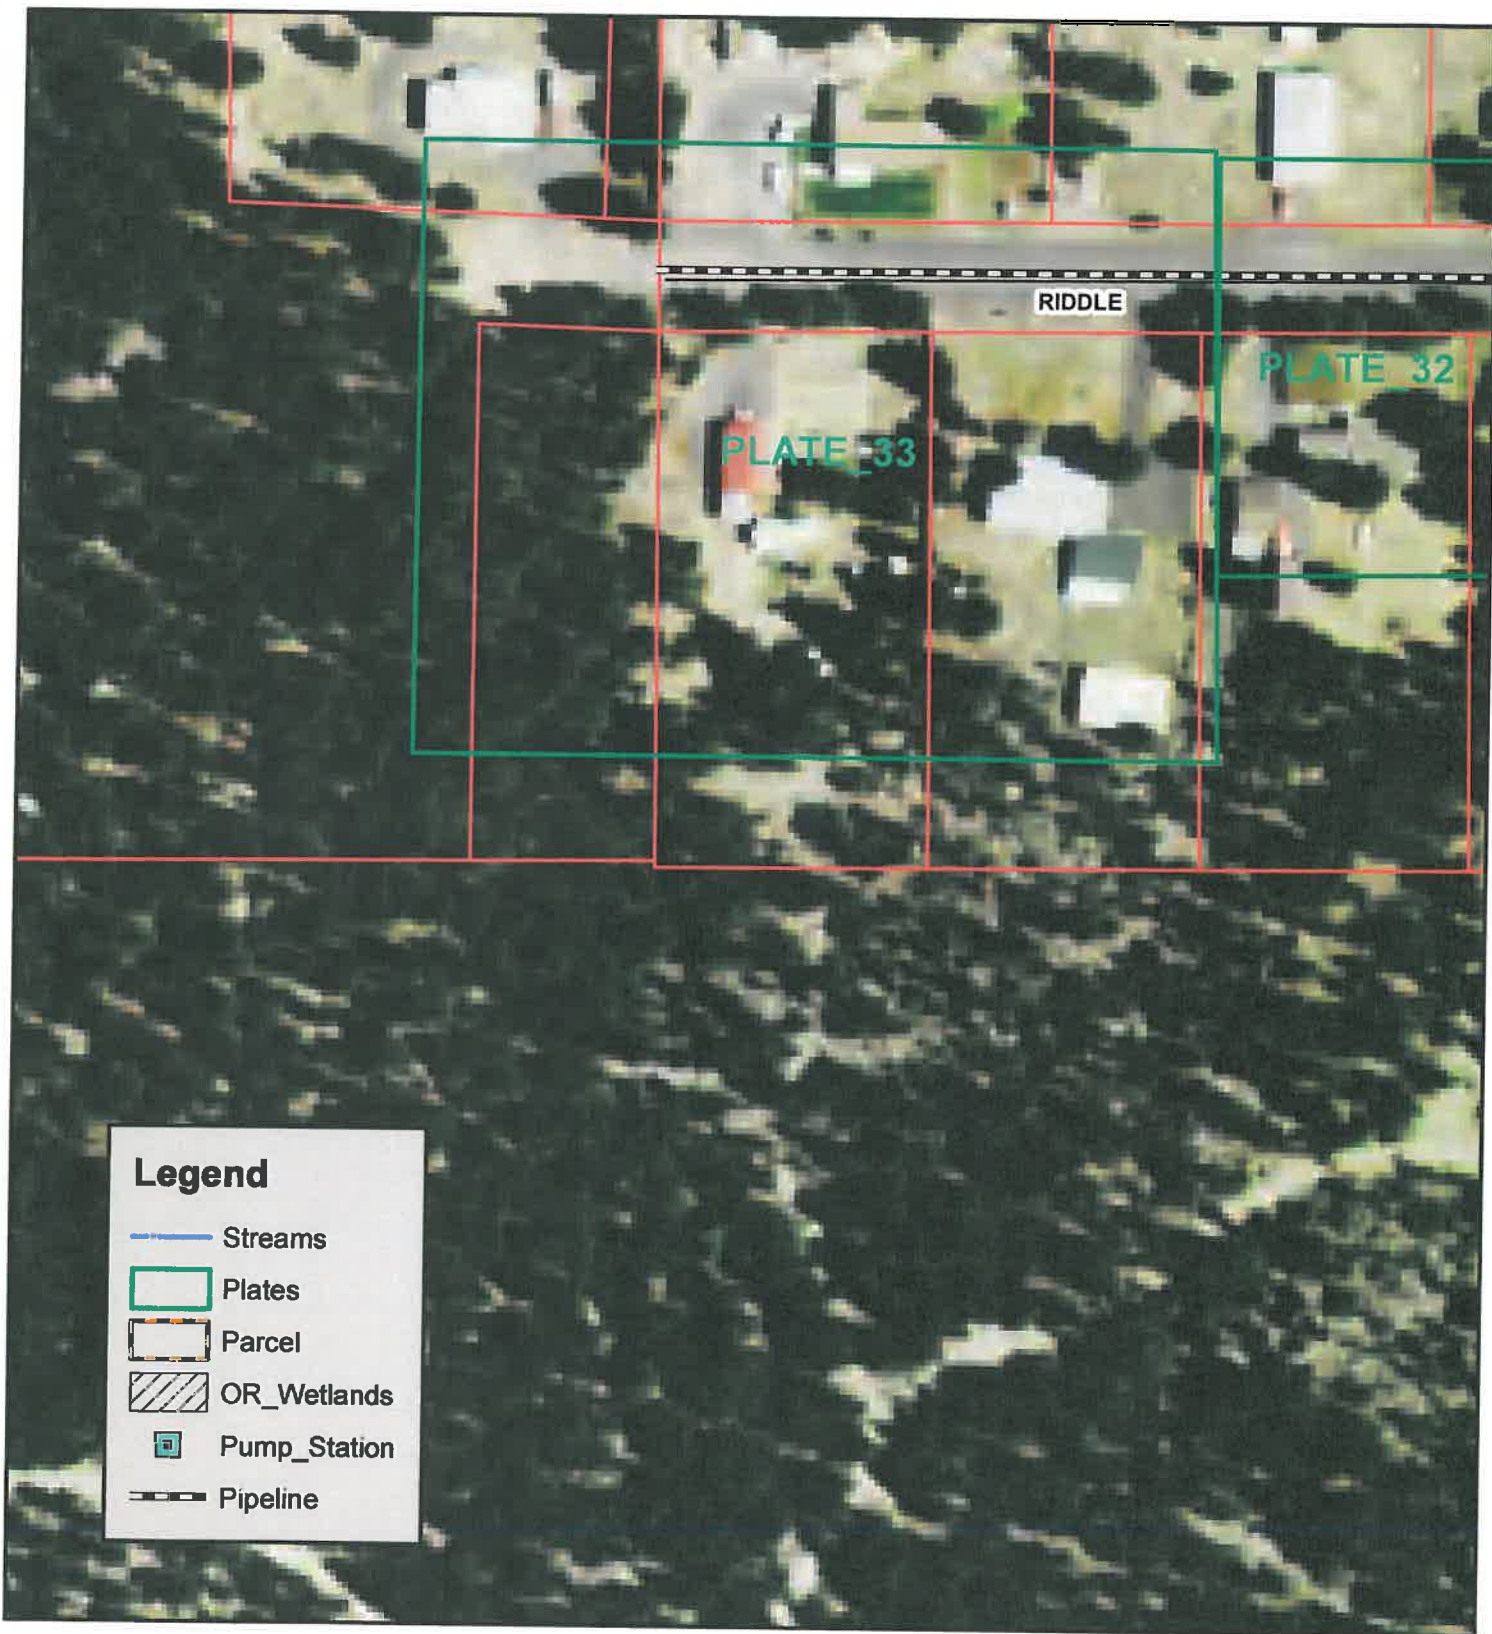 RIDDLE
PLATE_32
PLATE_33
Legend
Streams
Plates
Parcel
OR_Wetlands
Pump_Station
Pipeline